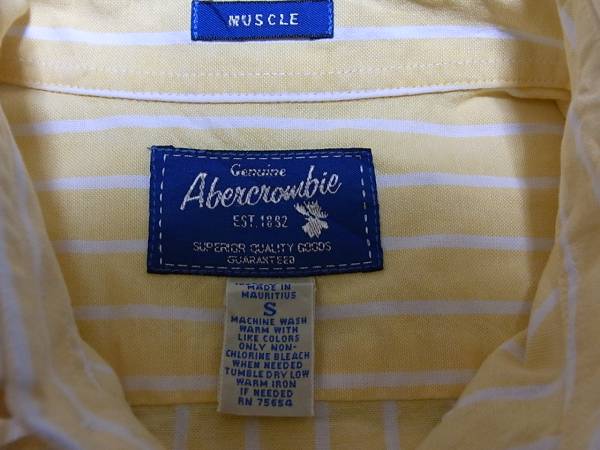 MUSCLE
Genuine
Abercrombie
EST. 1892
SUPERIOR QUALITY GOODS
GUARANTEED
MADE IN
MAURITIUS
S
MACHINE WASH
WARM WITH
LIKE COLORS
ONLY NON-
CHLORINE BLEACH
WHEN NEEDED
TUMBLE DRY LOW
WARM IRON
IF NEEDED
RN 75654